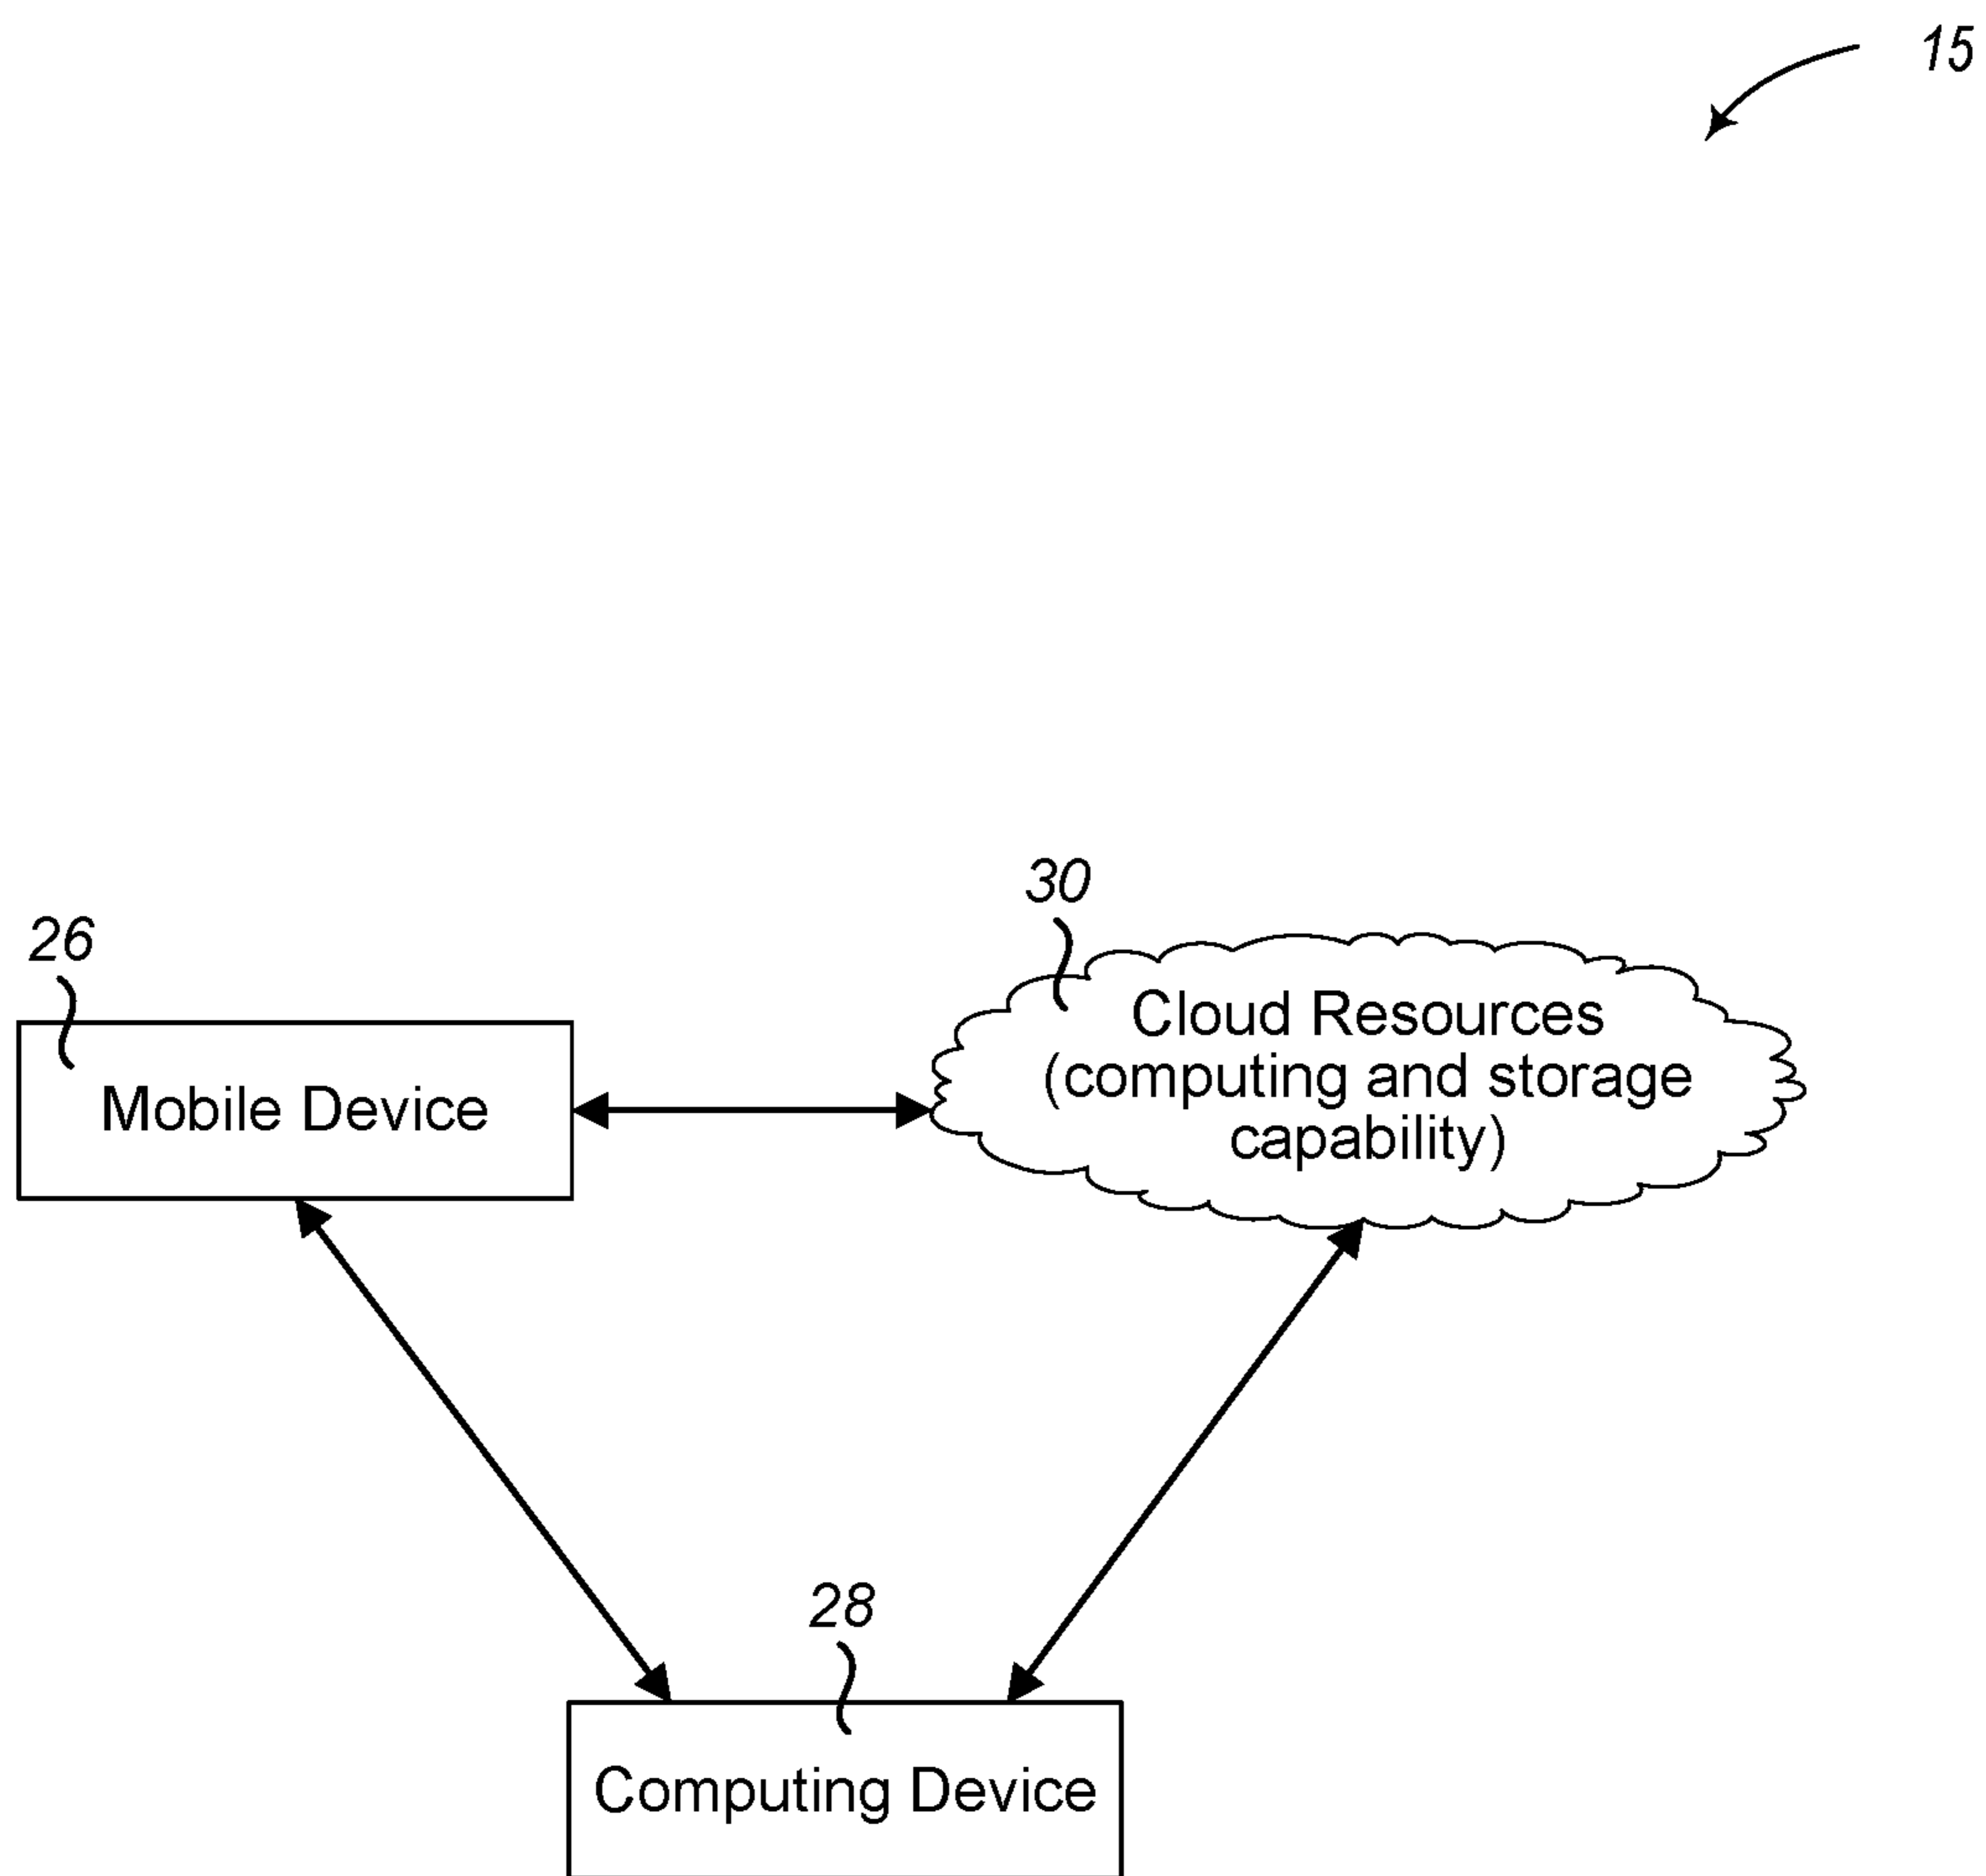 15
30
26
Cloud Resources
(computing and storage
capability)
Mobile Device
28
Computing Device